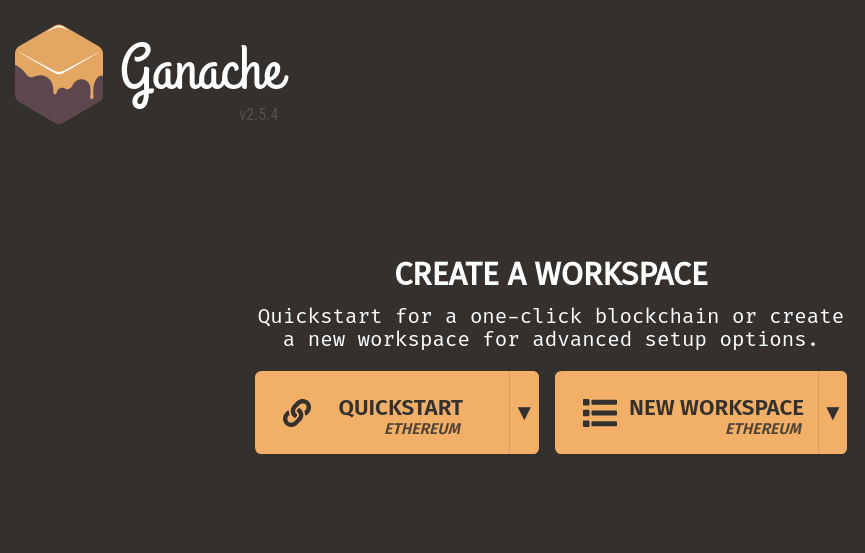 Ganache
v2.5.4
CREATE A WORKSPACE
Quickstart for a one-click blockchain or create
a new workspace for advanced setup options.
QUICKSTART
ETHEREUM
NEW WORKSPACE
ETHEREUM